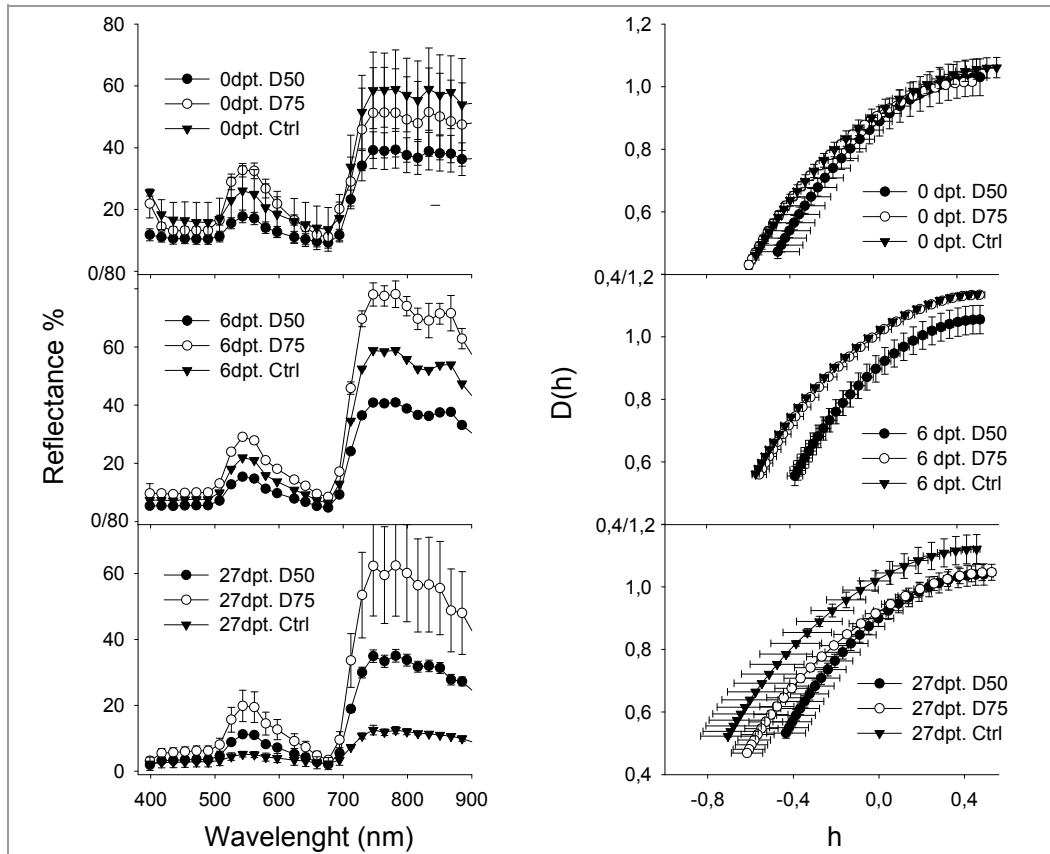 80
60
40
20
0/80
60
40
20
0/80
60
40
20
0
Reflectance %
0dpt. D50
0dpt. D75
0dpt. Ctrl
6dpt. D50
6dpt. D75
6dpt. Ctrl
27dpt. D50
27dpt. D75
27dpt. Ctrl
400 500 600 700 800 900
Wavelenght (nm)
1,2
1,0
0,8
0,6
0,4/1,2
1,0
0,8
0,6
0,4/1,2
1,0
0,8
0,6
0,4
D(h)
0 dpt. D50
0 dpt. D75
0 dpt. Ctrl
6 dpt. D50
6 dpt. D75
6 dpt. Ctrl
27dpt. D50
27dpt. D75
27dpt. Ctrl
-0,8 -0,4 0,0 0,4
h